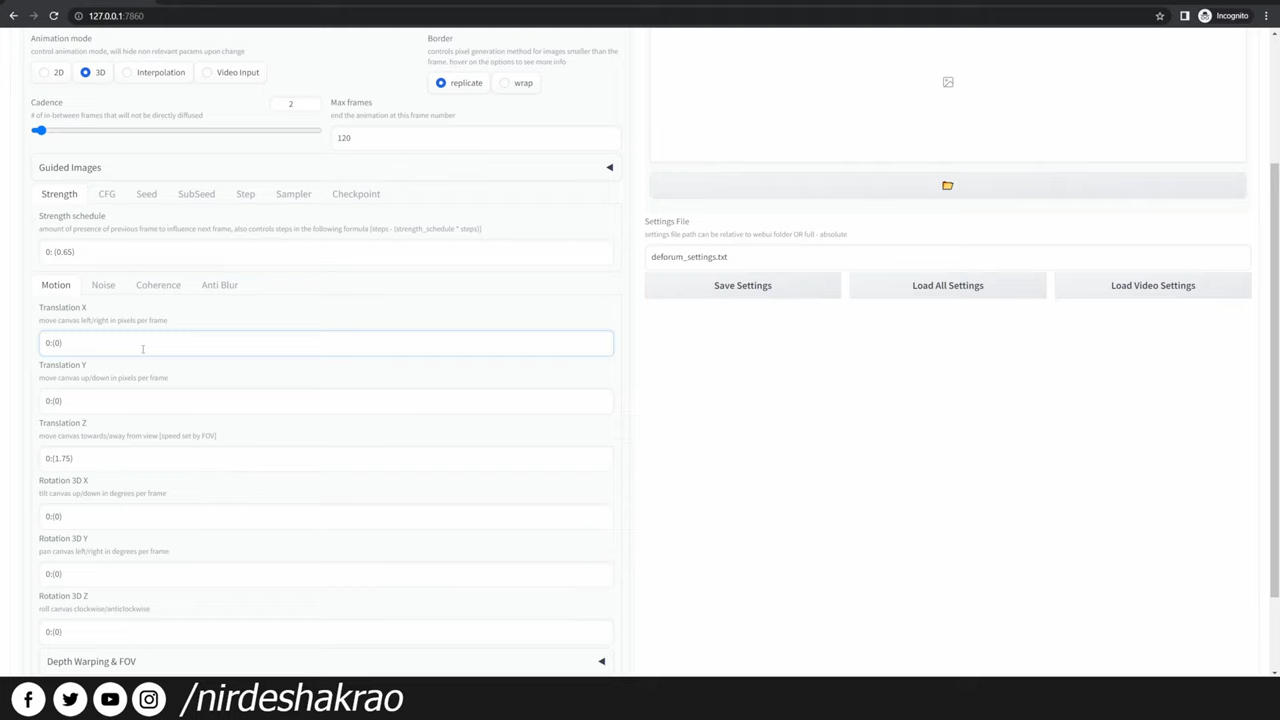 127.0.0.1:7860
Incognito
Animation mode
control animation mode, will hide non relevant params upon change
2D
3D
Interpolation
Video Input
Border
controls pixel generation method for images smaller than the
frame. hover on the options to see more info
replicate
wrap
Cadence
2
# of in-between frames that will not be directly diffused
Max frames
end the animation at this frame number
120
Guided Images
Strength
CFG
Seed
SubSeed
Step
Sampler
Checkpoint
Strength schedule
amount of presence of previous frame to influence next frame, also controls steps in the following formula [steps - (strength_schedule * steps)]
0: (0.65)
Motion
Noise
Coherence
Anti Blur
Translation X
move canvas left/right in pixels per frame
0:(0)
Translation Y
move canvas up/down in pixels per frame
0:(0)
Translation Z
move canvas towards/away from view [speed set by FOV]
0:(1.75)
Rotation 3D X
tilt canvas up/down in degrees per frame
0:(0)
Rotation 3D Y
pan canvas left/right in degrees per frame
0:(0)
Rotation 3D Z
roll canvas clockwise/anticlockwise
0:(0)
Depth Warping & FOV
Settings File
settings file path can be relative to webui folder OR full - absolute
deforum_settings.txt
Save Settings
Load All Settings
Load Video Settings
/nirdeshakrao